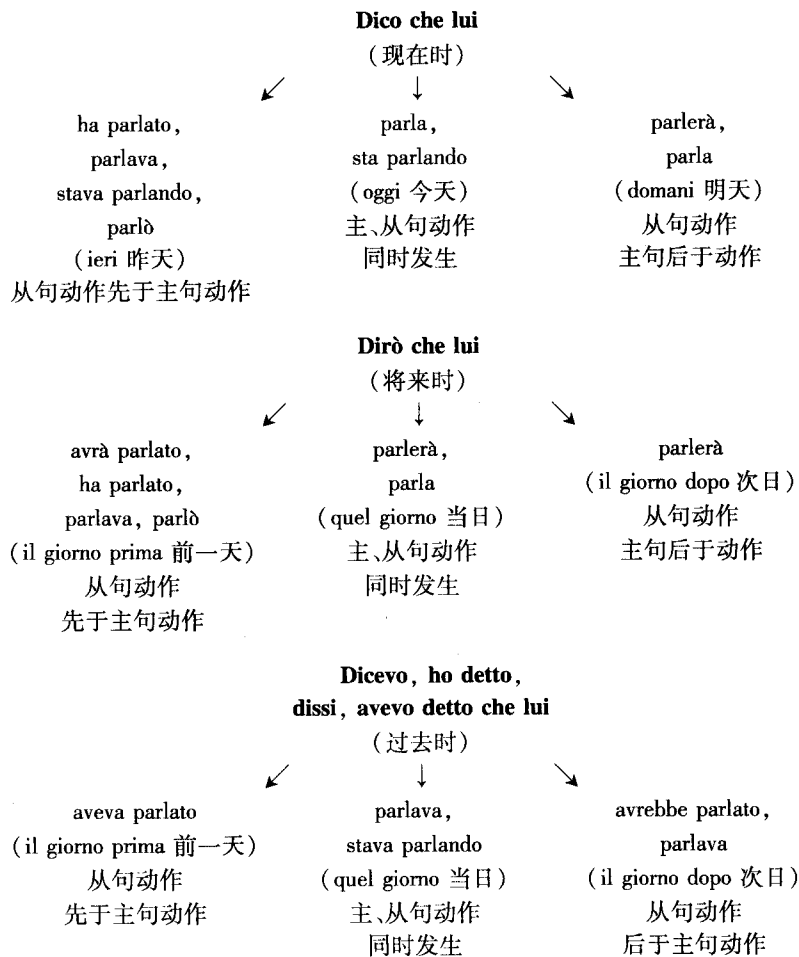 Dico che lui
(现在时)
↙ ↓ ↘
ha parlato,
parlava,
stava parlando,
parlò
(ieri 昨天)
从句动作先于主句动作
parla,
sta parlando
(oggi 今天)
主、从句动作
同时发生
parlerà,
parla
(domani 明天)
从句动作
主句后于动作
Dirò che lui
(将来时)
↙ ↓ ↘
avrà parlato,
ha parlato,
parlava, parlò
(il giorno prima 前一天)
从句动作
先于主句动作
parlerà,
parla
(quel giorno 当日)
主、从句动作
同时发生
parlerà
(il giorno dopo 次日)
从句动作
主句后于动作
Dicevo, ho detto,
dissi, avevo detto che lui
(过去时)
↙ ↓ ↘
aveva parlato
(il giorno prima 前一天)
从句动作
先于主句动作
parlava,
stava parlando
(quel giorno 当日)
主、从句动作
同时发生
avrebbe parlato,
parlava
(il giorno dopo 次日)
从句动作
后于主句动作